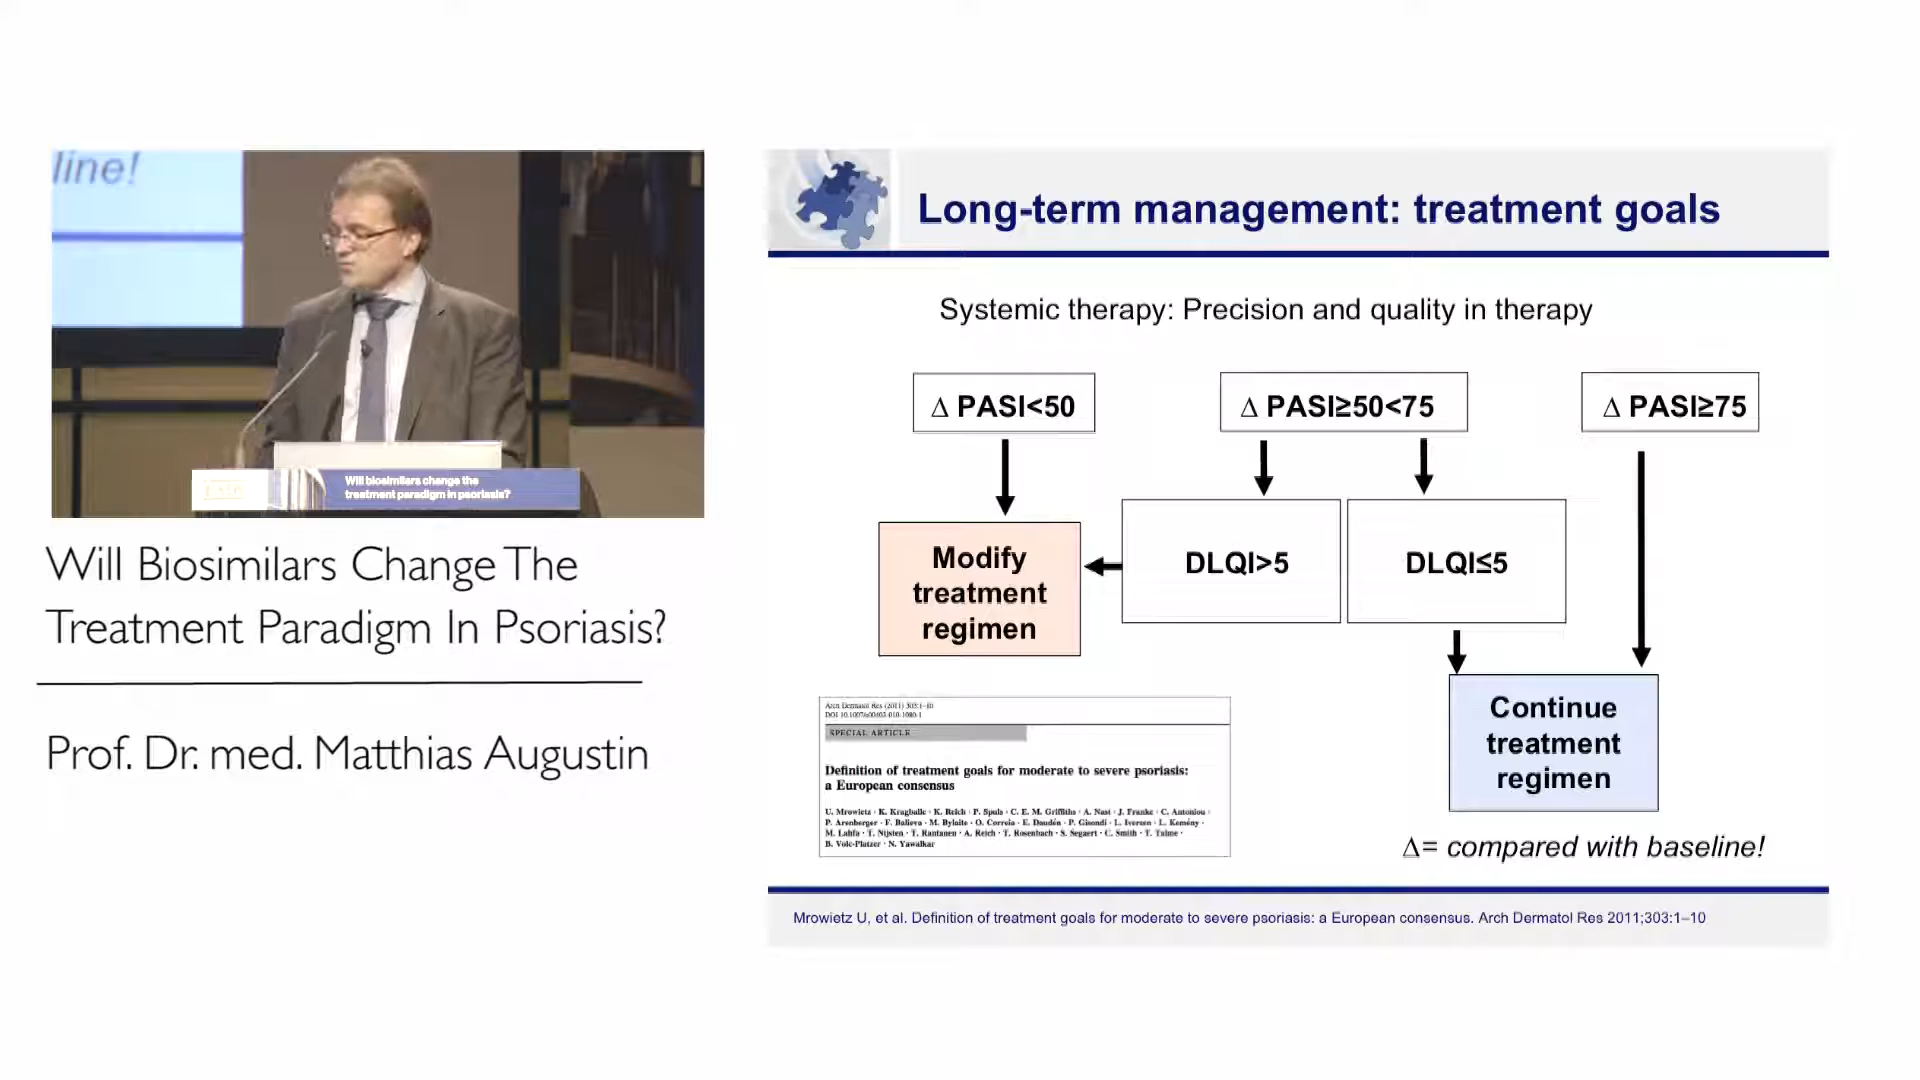 line!
Will biosimilars change the
treatment paradigm in psoriasis?
Will Biosimilars Change The
Treatment Paradigm In Psoriasis?
Prof. Dr. med. Matthias Augustin
Long-term management: treatment goals
Systemic therapy: Precision and quality in therapy
Δ PASI<50
Δ PASI≥50<75
Δ PASI≥75
Modify
treatment
regimen
DLQI>5
DLQI≤5
Continue
treatment
regimen
Arch Dermatol Res (2011) 303:1–10
DOI 10.1007/s00403-010-1080-1
SPECIAL ARTICLE
Definition of treatment goals for moderate to severe psoriasis:
a European consensus
U. Mrowietz · K. Kragballe · K. Reich · P. Spuls · C. E. M. Griffiths · A. Nast · J. Franke · C. Antoniou ·
P. Arenberger · F. Balieva · M. Bylaite · O. Correia · E. Daudén · P. Gisondi · L. Iversen · L. Kemény ·
M. Lahfa · T. Nijsten · T. Rantanen · A. Reich · T. Rosenbach · S. Segaert · C. Smith · T. Talme ·
B. Volc-Platzer · N. Yawalkar
Δ= compared with baseline!
Mrowietz U, et al. Definition of treatment goals for moderate to severe psoriasis: a European consensus. Arch Dermatol Res 2011;303:1–10